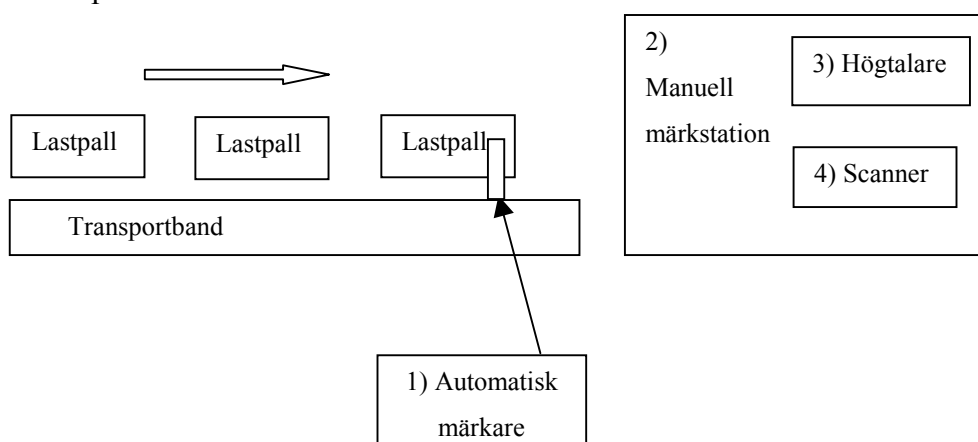 2)
Manuell
märkstation
3) Högtalare
4) Scanner
Lastpall
Lastpall
Lastpall
Transportband
1) Automatisk
märkare